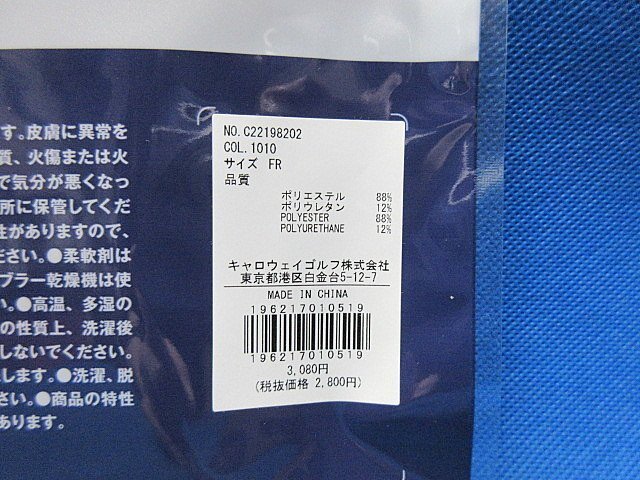 す。皮膚に異常を
質、火傷または火
で気分が悪くなっ
所に保管してくだ
性がありますので、
ださい。●柔軟剤は
ブラー乾燥機は使
い。●高温、多湿の
の性質上、洗濯後
しないでください。
します。●洗濯、脱
さい。●商品の特性
あります。
NO.C22198202
COL.1010
サイズ FR
品質
ポリエステル 88%
ポリウレタン 12%
POLYESTER 88%
POLYURETHANE 12%
キャロウェイゴルフ株式会社
東京都港区白金台5-12-7
MADE IN CHINA
196217010519
196217010519
3,080円
(税抜価格 2,800円)